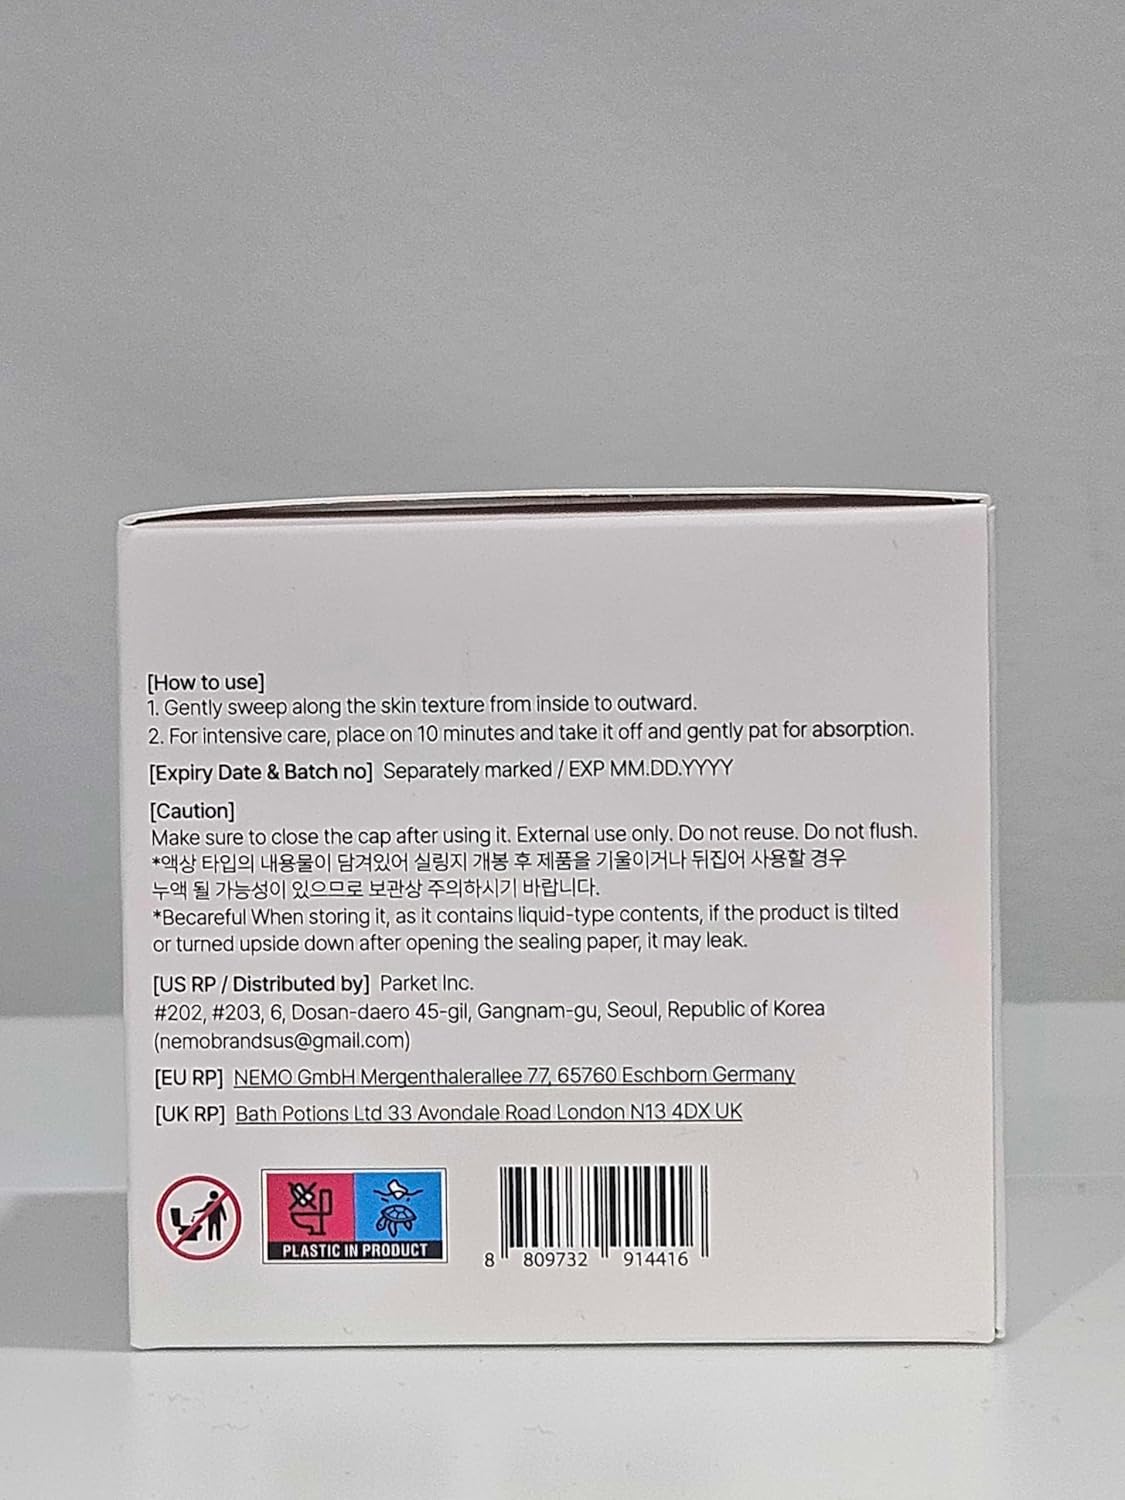 [How to use]
1. Gently sweep along the skin texture from inside to outward.
2. For intensive care, place on 10 minutes and take it off and gently pat for absorption.
[Expiry Date & Batch no] Separately marked / EXP MM.DD.YYYY
[Caution]
Make sure to close the cap after using it. External use only. Do not reuse. Do not flush.
*액상 타입의 내용물이 담겨있어 실링지 개봉 후 제품을 기울이거나 뒤집어 사용할 경우
누액 될 가능성이 있으므로 보관상 주의하시기 바랍니다.
*Becareful When storing it, as it contains liquid-type contents, if the product is tilted
or turned upside down after opening the sealing paper, it may leak.
[US RP / Distributed by] Parket Inc.
#202, #203, 6, Dosan-daero 45-gil, Gangnam-gu, Seoul, Republic of Korea
(nemobrandsus@gmail.com)
[EU RP] NEMO GmbH Mergenthalerallee 77, 65760 Eschborn Germany
[UK RP] Bath Potions Ltd 33 Avondale Road London N13 4DX UK
PLASTIC IN PRODUCT
8 809732 914416